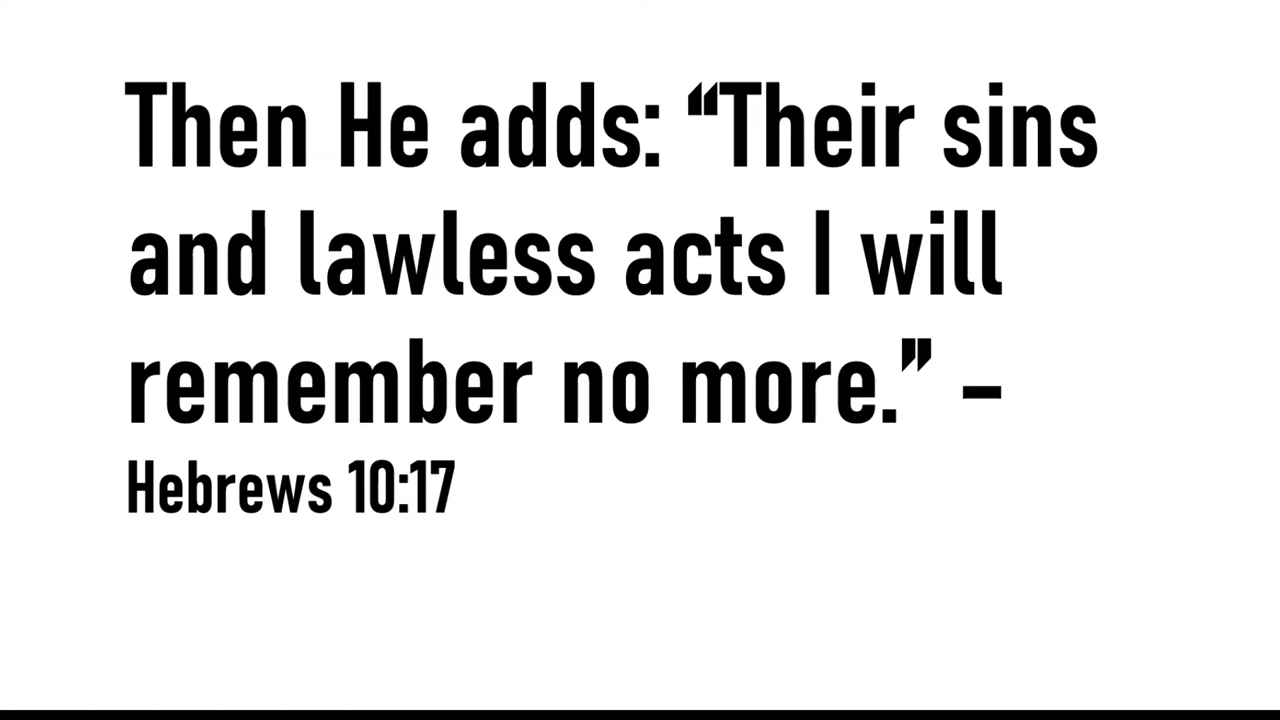 Then He adds: “Their sins
and lawless acts I will
remember no more.” –
Hebrews 10:17